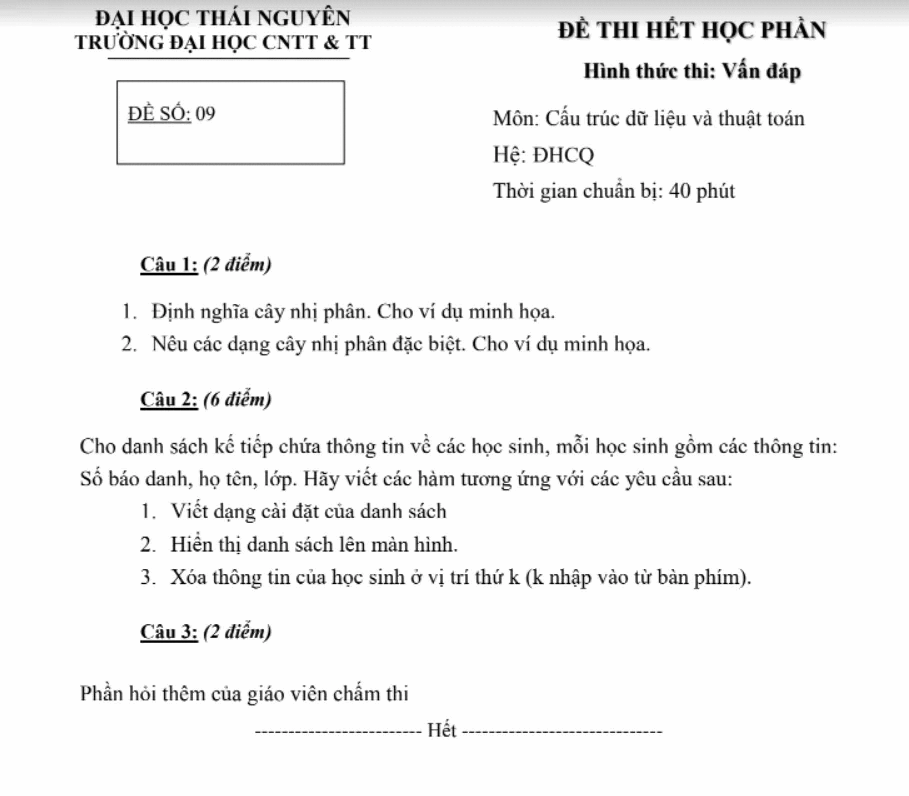 ĐẠI HỌC THÁI NGUYÊN
TRƯỜNG ĐẠI HỌC CNTT & TT
ĐỀ THI HẾT HỌC PHẦN
Hình thức thi: Vấn đáp
ĐỀ SỐ: 09
Môn: Cấu trúc dữ liệu và thuật toán
Hệ: ĐHCQ
Thời gian chuẩn bị: 40 phút
Câu 1: (2 điểm)
1. Định nghĩa cây nhị phân. Cho ví dụ minh họa.
2. Nêu các dạng cây nhị phân đặc biệt. Cho ví dụ minh họa.
Câu 2: (6 điểm)
Cho danh sách kế tiếp chứa thông tin về các học sinh, mỗi học sinh gồm các thông tin:
Số báo danh, họ tên, lớp. Hãy viết các hàm tương ứng với các yêu cầu sau:
1. Viết dạng cài đặt của danh sách
2. Hiển thị danh sách lên màn hình.
3. Xóa thông tin của học sinh ở vị trí thứ k (k nhập vào từ bàn phím).
Câu 3: (2 điểm)
Phần hỏi thêm của giáo viên chấm thi
------------------------- Hết ------------------------------